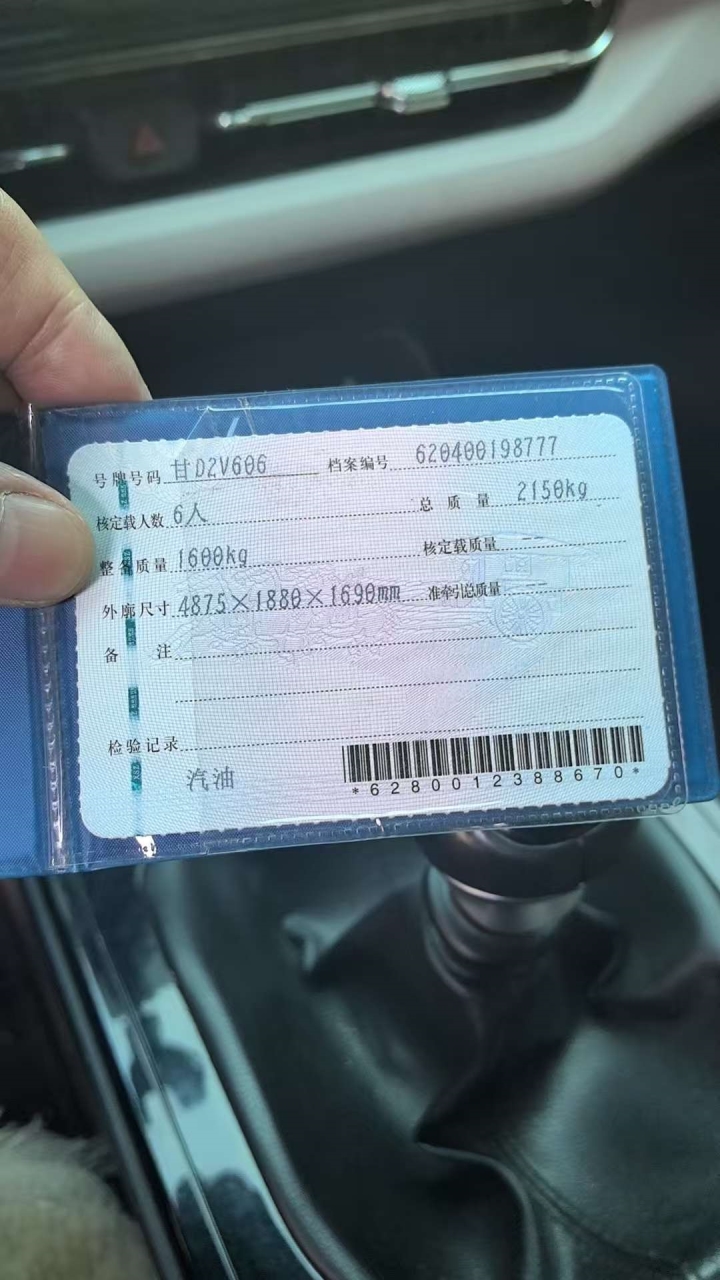 号牌号码 甘D2V606 档案编号 620400198777
核定载人数 6人 总质量 2150kg
整备质量 1600kg 核定载质量 --
外廓尺寸 4875×1880×1690mm 准牵引总质量 --
备注
检验记录
汽油
*6280012388670*